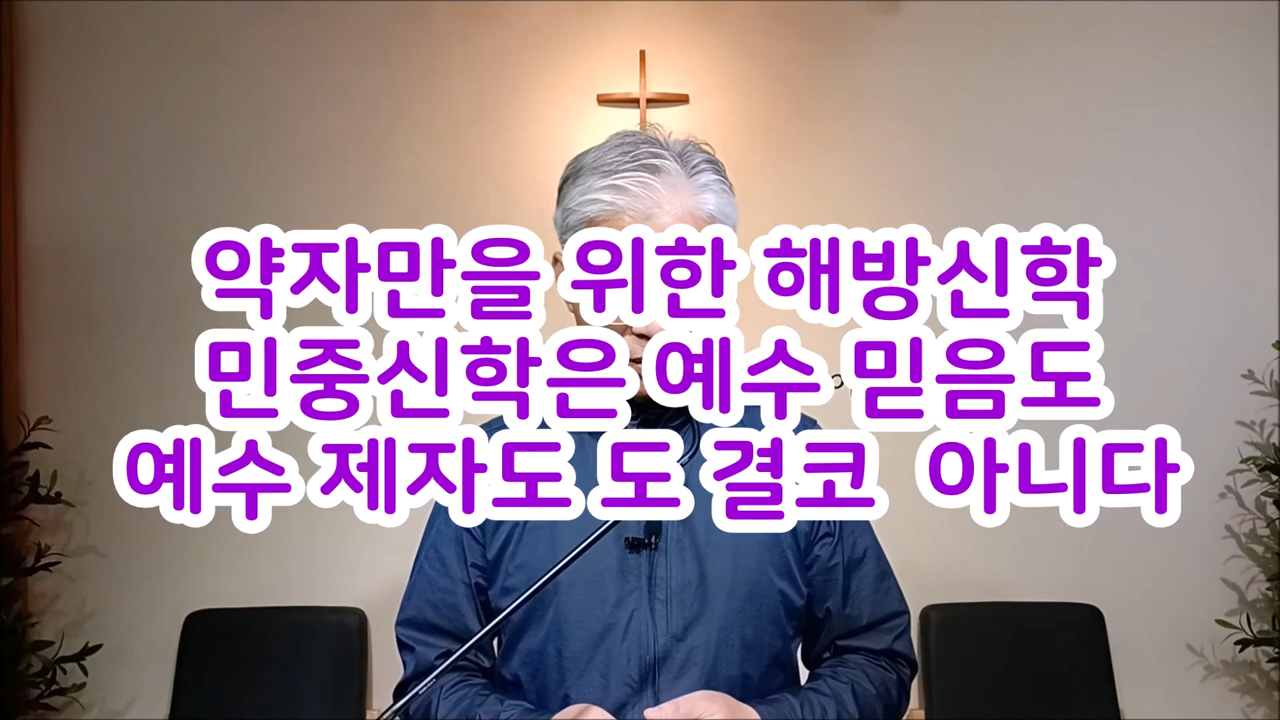 약자만을 위한 해방신학
민중신학은 예수 믿음도
예수 제자도 도 결코 아니다